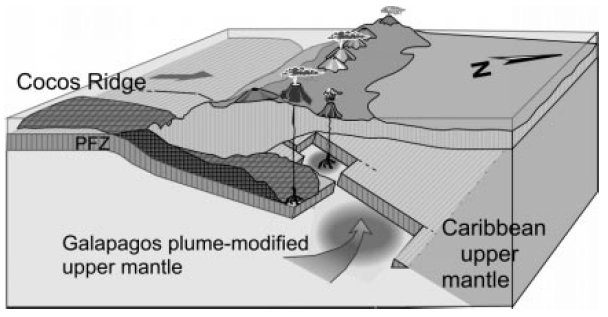 N
Cocos Ridge
PFZ
Galapagos plume-modified
upper mantle
Caribbean
upper
mantle